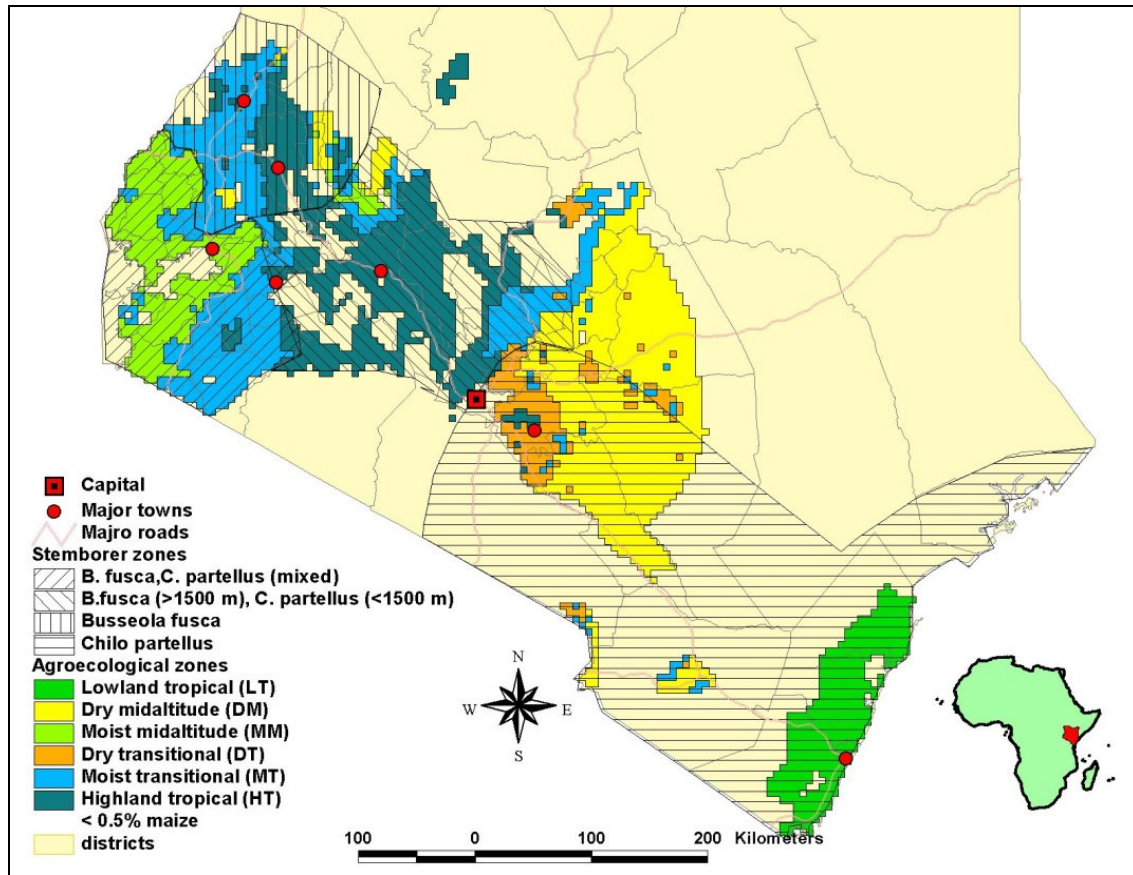 Capital
Major towns
Majro roads
Stemborer zones
B. fusca,C. partellus (mixed)
B.fusca (>1500 m), C. partellus (<1500 m)
Busseola fusca
Chilo partellus
Agroecological zones
Lowland tropical (LT)
Dry midaltitude (DM)
Moist midaltitude (MM)
Dry transitional (DT)
Moist transitional (MT)
Highland tropical (HT)
< 0.5% maize
districts
N
W E
S
100 0 100 200 Kilometers